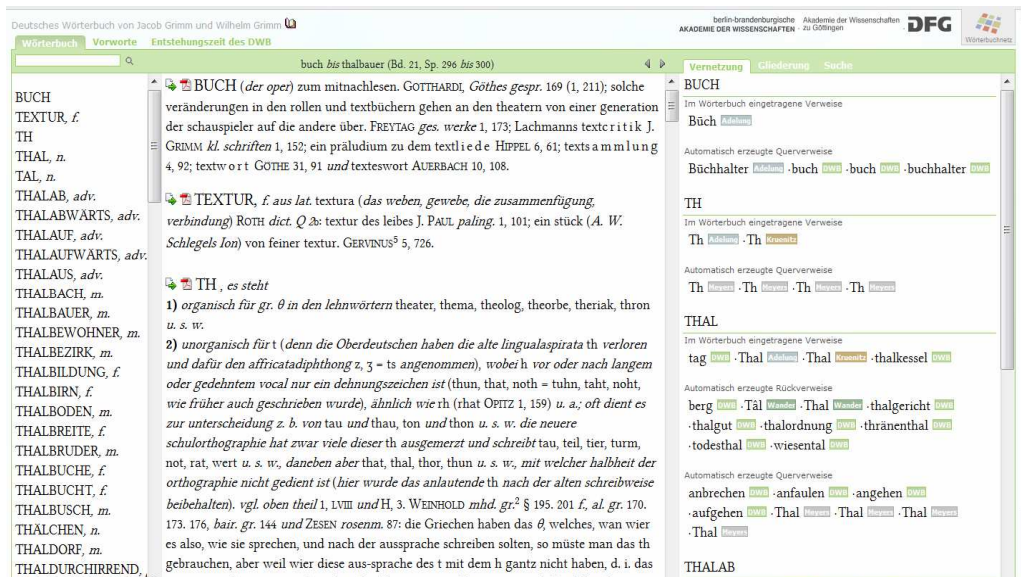 Deutsches Wörterbuch von Jacob Grimm und Wilhelm Grimm
berlin-brandenburgische AKADEMIE DER WISSENSCHAFTEN
Akademie der Wissenschaften zu Göttingen
DFG
Wörterbuchnetz
Wörterbuch Vorworte Entstehungszeit des DWB
buch bis thalbauer (Bd. 21, Sp. 296 bis 300)
BUCH
TEXTUR, f.
TH
THAL, n.
TAL, n.
THALAB, adv.
THALABWÄRTS, adv.
THALAUF, adv.
THALAUFWÄRTS, adv.
THALAUS, adv.
THALBACH, m.
THALBAUER, m.
THALBEWOHNER, m.
THALBEZIRK, m.
THALBILDUNG, f.
THALBIRN, f.
THALBODEN, m.
THALBREITE, f.
THALBRUDER, m.
THALBUCHE, f.
THALBUCHT, f.
THALBUSCH, m.
THÄLCHEN, n.
THALDORF, m.
THALDURCHIRREND,
BUCH (der oper) zum mitnachlesen. GOTTHARDI, Göthes gespr. 169 (1, 211); solche
veränderungen in den rollen und textbüchern gehen an den theatern von einer generation
der schauspieler auf die andere über. FREYTAG ges. werke 1, 173; Lachmanns textcritik J.
GRIMM kl. schriften 1, 152; ein präludium zu dem textliede HIPPEL 6, 61; textsammlung
4, 92; textwort GÖTHE 31, 91 und texteswort AUERBACH 10, 108.
TEXTUR, f. aus lat. textura (das weben, gewebe, die zusammenfügung,
verbindung) ROTH dict. Q 2b: textur des leibes J. PAUL paling. 1, 101; ein stück (A. W.
Schlegels Ion) von feiner textur. GERVINUS⁵ 5, 726.
TH , es steht
1) organisch für gr. θ in den lehnwörtern theater, thema, theolog, theorbe, theriak, thron
u. s. w.
2) unorganisch für t (denn die Oberdeutschen haben die alte lingualaspirata th verloren
und dafür den affricatadiphthong z, ʒ = ts angenommen), wobei h vor oder nach langem
oder gedehntem vocal nur ein dehnungszeichen ist (thun, that, noth = tuhn, taht, noht,
wie früher auch geschrieben wurde), ähnlich wie rh (rhat OPITZ 1, 159) u. a.; oft dient es
zur unterscheidung z. b. von tau und thau, ton und thon u. s. w. die neuere
schulorthographie hat zwar viele dieser th ausgemerzt und schreibt tau, teil, tier, turm,
not, rat, wert u. s. w., daneben aber that, thal, thor, thun u. s. w., mit welcher halbheit der
orthographie nicht gedient ist (hier wurde das anlautende th nach der alten schreibweise
beibehalten). vgl. oben theil 1, LVIII und H, 3. WEINHOLD mhd. gr.² § 195. 201 f., al. gr. 170.
173. 176, bair. gr. 144 und ZESEN rosenm. 87: die Griechen haben das θ, welches, wan wier
es also, wie sie sprechen, und nach der aussprache schreiben solten, so müste man das th
gebrauchen, aber weil wier diese aus-sprache des t mit dem h gantz nicht haben, d. i. das
Vernetzung Gliederung Suche
BUCH
Im Wörterbuch eingetragene Verweise
Būch Adelung
Automatisch erzeugte Querverweise
Būchhalter Adelung · buch DWB · buch DWB · buchhalter DWB
TH
Im Wörterbuch eingetragene Verweise
Th Adelung · Th Kruenitz
Automatisch erzeugte Querverweise
Th Meyers · Th Meyers · Th Meyers · Th Meyers
THAL
Im Wörterbuch eingetragene Verweise
tag DWB · Thal Adelung · Thal Kruenitz · thalkessel DWB
Automatisch erzeugte Rückverweise
berg DWB · Tâl Wander · Thal Wander · thalgericht DWB
· thalgut DWB · thalordnung DWB · thränenthal DWB
· todesthal DWB · wiesental DWB
Automatisch erzeugte Querverweise
anbrechen DWB · anfaulen DWB · angehen DWB
· aufgehen DWB · Thal Meyers · Thal Meyers · Thal Meyers
· Thal Meyers
THALAB